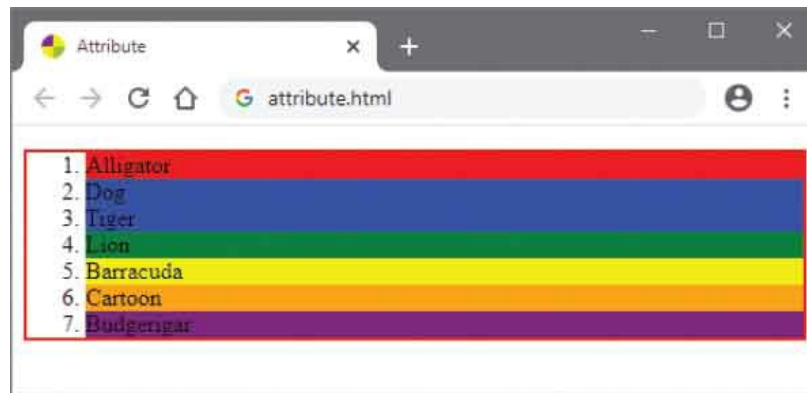 Attribute
attribute.html
1. Alligator
2. Dog
3. Tiger
4. Lion
5. Barracuda
6. Cartoon
7. Budgerigar